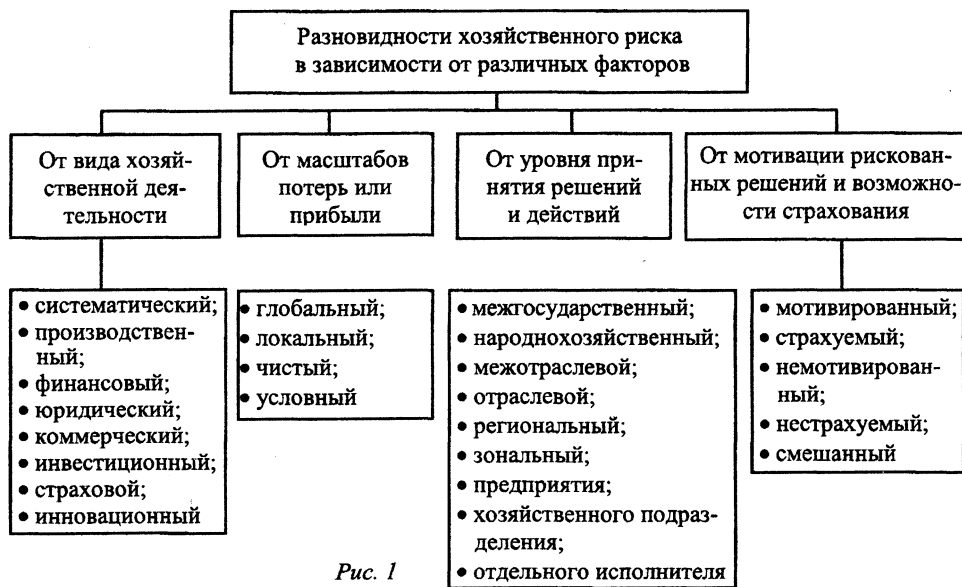 Разновидности хозяйственного риска
в зависимости от различных факторов
От вида хозяй-
ственной дея-
тельности
От масштабов
потерь или
прибыли
От уровня при-
нятия решений
и действий
От мотивации рискован-
ных решений и возможно-
сти страхования
• систематический;
• производствен-
ный;
• финансовый;
• юридический;
• коммерческий;
• инвестиционный;
• страховой;
• инновационный
• глобальный;
• локальный;
• чистый;
• условный
• межгосударственный;
• народнохозяйственный;
• межотраслевой;
• отраслевой;
• региональный;
• зональный;
• предприятия;
• хозяйственного подраз-
деления;
• отдельного исполнителя
• мотивированный;
• страхуемый;
• немотивирован-
ный;
• нестрахуемый;
• смешанный
Рис. 1